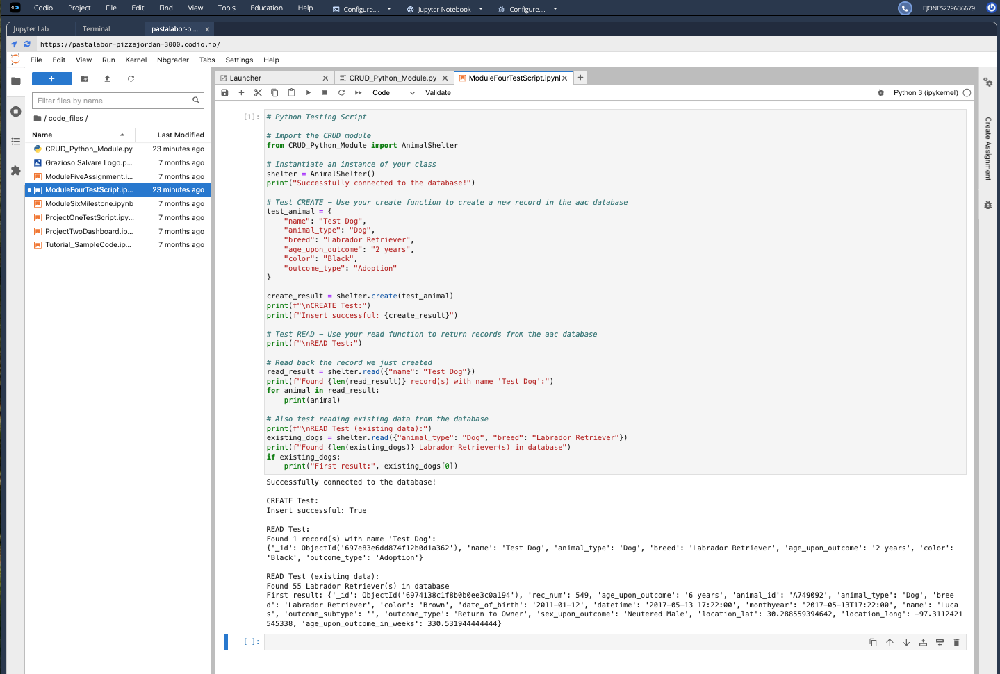 Codio Project File Edit Find View Tools Education Help Configure.... Jupyter Notebook Configure.... EJONES229636679
Jupyter Lab Terminal pastalabor-pi...
https://pastalabor-pizzajordan-3000.codio.io/
File Edit View Run Kernel Nbgrader Tabs Settings Help
Launcher CRUD_Python_Module.py ModuleFourTestScript.ipynl
Code Validate Python 3 (ipykernel)
Filter files by name
/ code_files /
Name Last Modified
CRUD_Python_Module.py 23 minutes ago
Grazioso Salvare Logo.p... 7 months ago
ModuleFiveAssignment.i... 7 months ago
ModuleFourTestScript.ip... 23 minutes ago
ModuleSixMilestone.ipynb 7 months ago
ProjectOneTestScript.ipy... 7 months ago
ProjectTwoDashboard.ip... 7 months ago
Tutorial_SampleCode.ip... 7 months ago
[1]:
# Python Testing Script
# Import the CRUD module
from CRUD_Python_Module import AnimalShelter
# Instantiate an instance of your class
shelter = AnimalShelter()
print("Successfully connected to the database!")
# Test CREATE – Use your create function to create a new record in the aac database
test_animal = {
"name": "Test Dog",
"animal_type": "Dog",
"breed": "Labrador Retriever",
"age_upon_outcome": "2 years",
"color": "Black",
"outcome_type": "Adoption"
}
create_result = shelter.create(test_animal)
print(f"\nCREATE Test:")
print(f"Insert successful: {create_result}")
# Test READ – Use your read function to return records from the aac database
print(f"\nREAD Test:")
# Read back the record we just created
read_result = shelter.read({"name": "Test Dog"})
print(f"Found {len(read_result)} record(s) with name 'Test Dog':")
for animal in read_result:
print(animal)
# Also test reading existing data from the database
print(f"\nREAD Test (existing data):")
existing_dogs = shelter.read({"animal_type": "Dog", "breed": "Labrador Retriever"})
print(f"Found {len(existing_dogs)} Labrador Retriever(s) in database")
if existing_dogs:
print("First result:", existing_dogs[0])
Successfully connected to the database!
CREATE Test:
Insert successful: True
READ Test:
Found 1 record(s) with name 'Test Dog':
{'_id': ObjectId('697e83e6dd874f12b0d1a362'), 'name': 'Test Dog', 'animal_type': 'Dog', 'breed': 'Labrador Retriever', 'age_upon_outcome': '2 years', 'color':
'Black', 'outcome_type': 'Adoption'}
READ Test (existing data):
Found 55 Labrador Retriever(s) in database
First result: {'_id': ObjectId('6974138c1f8b0b0ee3c0a194'), 'rec_num': 549, 'age_upon_outcome': '6 years', 'animal_id': 'A749092', 'animal_type': 'Dog', 'bree
d': 'Labrador Retriever', 'color': 'Brown', 'date_of_birth': '2011-01-12', 'datetime': '2017-05-13 17:22:00', 'monthyear': '2017-05-13T17:22:00', 'name': 'Luca
s', 'outcome_subtype': '', 'outcome_type': 'Return to Owner', 'sex_upon_outcome': 'Neutered Male', 'location_lat': 30.288559394642, 'location_long': -97.3112421
545338, 'age_upon_outcome_in_weeks': 330.531944444444}
[ ]:
Create Assignment